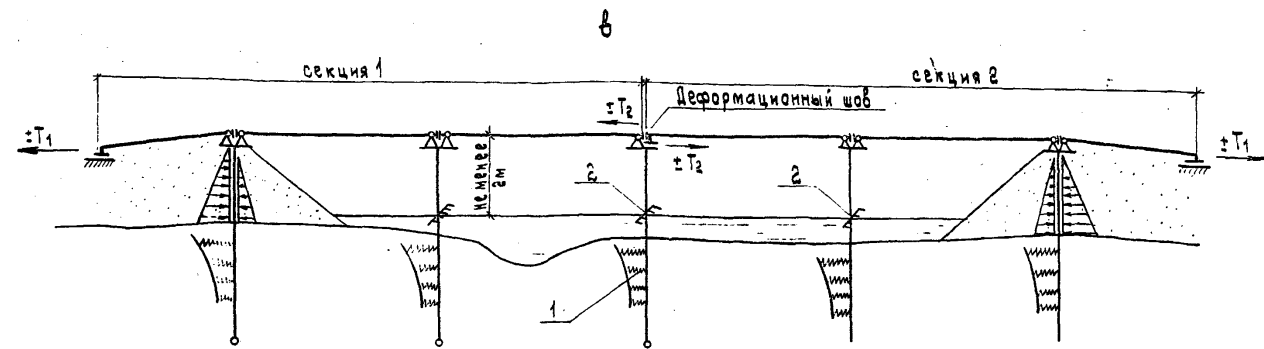 в
секция 1
секция 2
Деформационный шов
±T2
±T1
±T1
±T2
не менее
2м
2
2
1